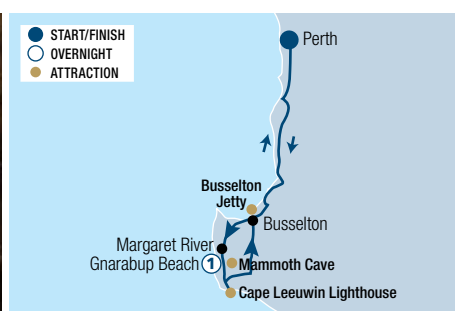 START/FINISH
OVERNIGHT
ATTRACTION
Perth
Busselton
Jetty
Busselton
Margaret River
Gnarabup Beach
1
Mammoth Cave
Cape Leeuwin Lighthouse